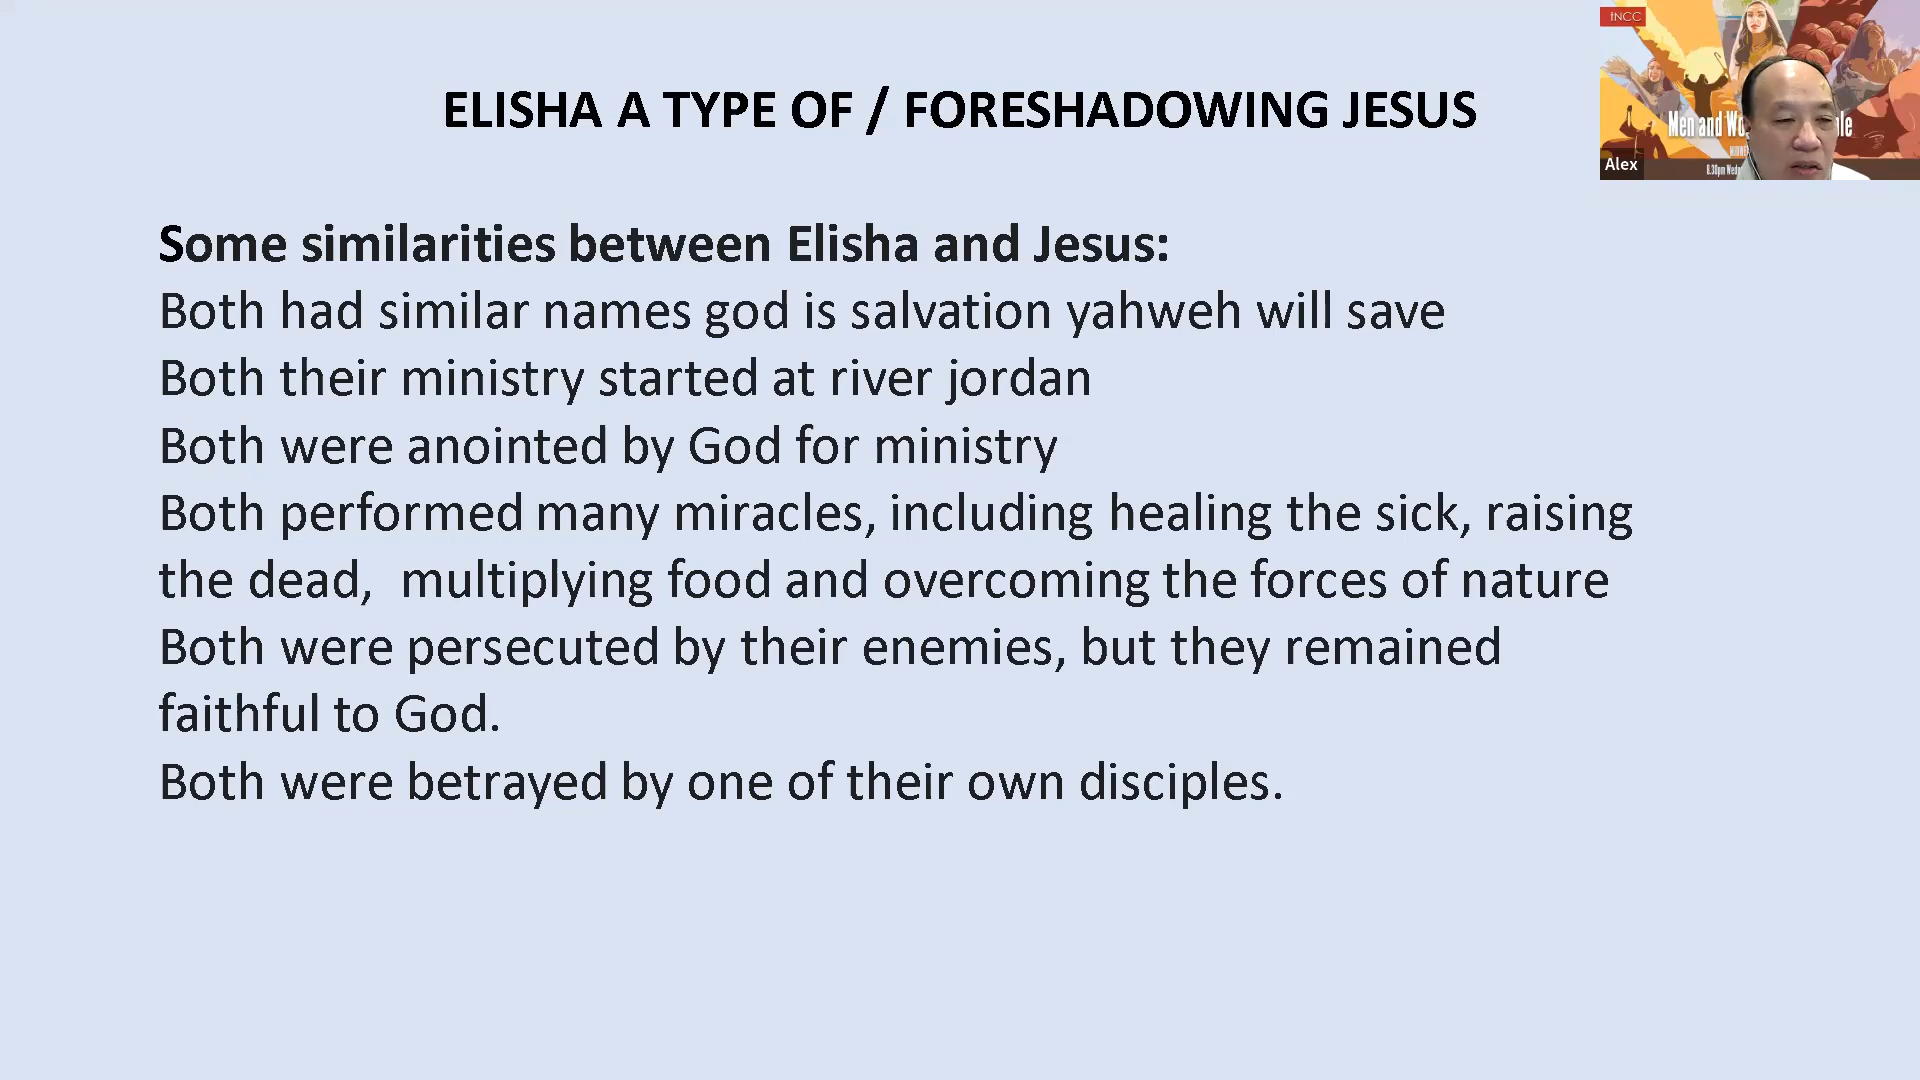 ELISHA A TYPE OF / FORESHADOWING JESUS
Some similarities between Elisha and Jesus:
Both had similar names god is salvation yahweh will save
Both their ministry started at river jordan
Both were anointed by God for ministry
Both performed many miracles, including healing the sick, raising
the dead,  multiplying food and overcoming the forces of nature
Both were persecuted by their enemies, but they remained
faithful to God.
Both were betrayed by one of their own disciples.
INCC
Men and
Alex
8.30pm